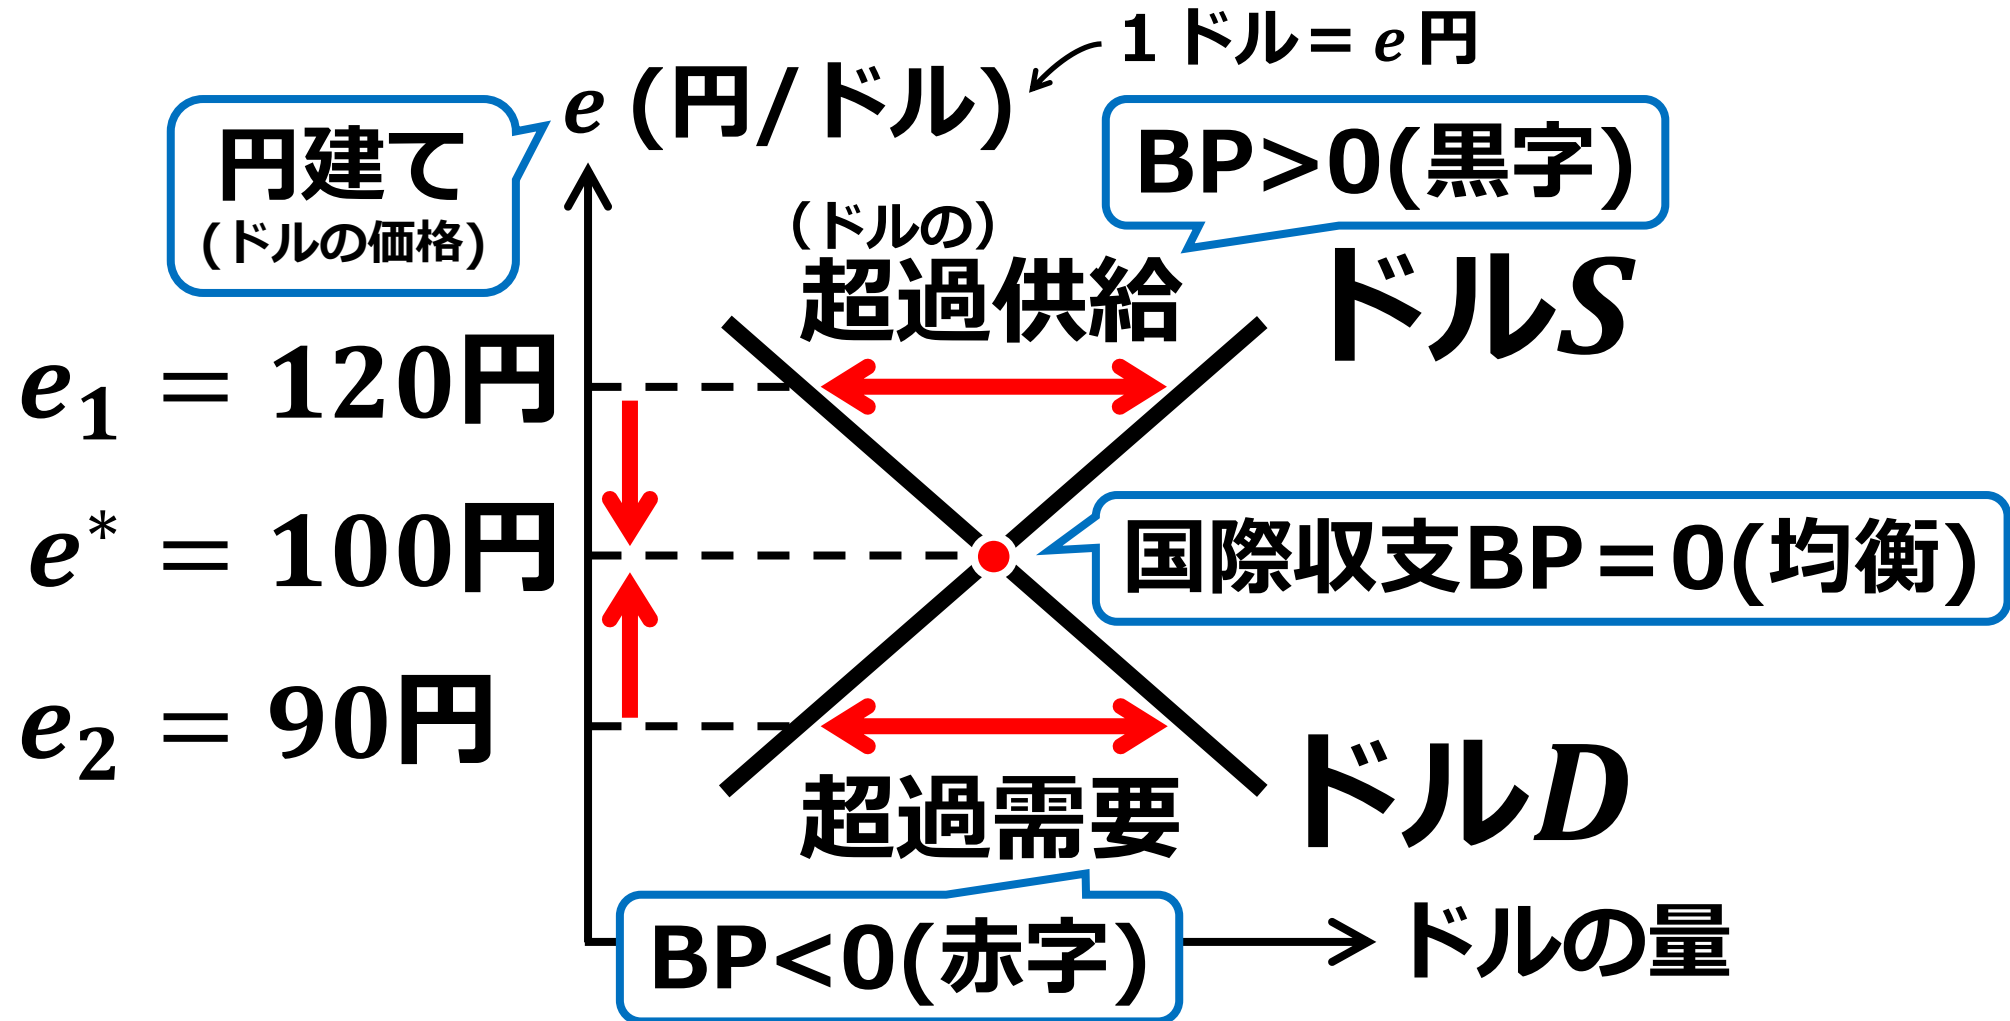 1 ドル = e 円
e (円/ドル)
円建て
(ドルの価格)
BP>0(黒字)
(ドルの)
超過供給
ドルS
e₁ = 120円
e* = 100円
国際収支BP=0(均衡)
e₂ = 90円
超過需要
ドルD
BP<0(赤字)
ドルの量